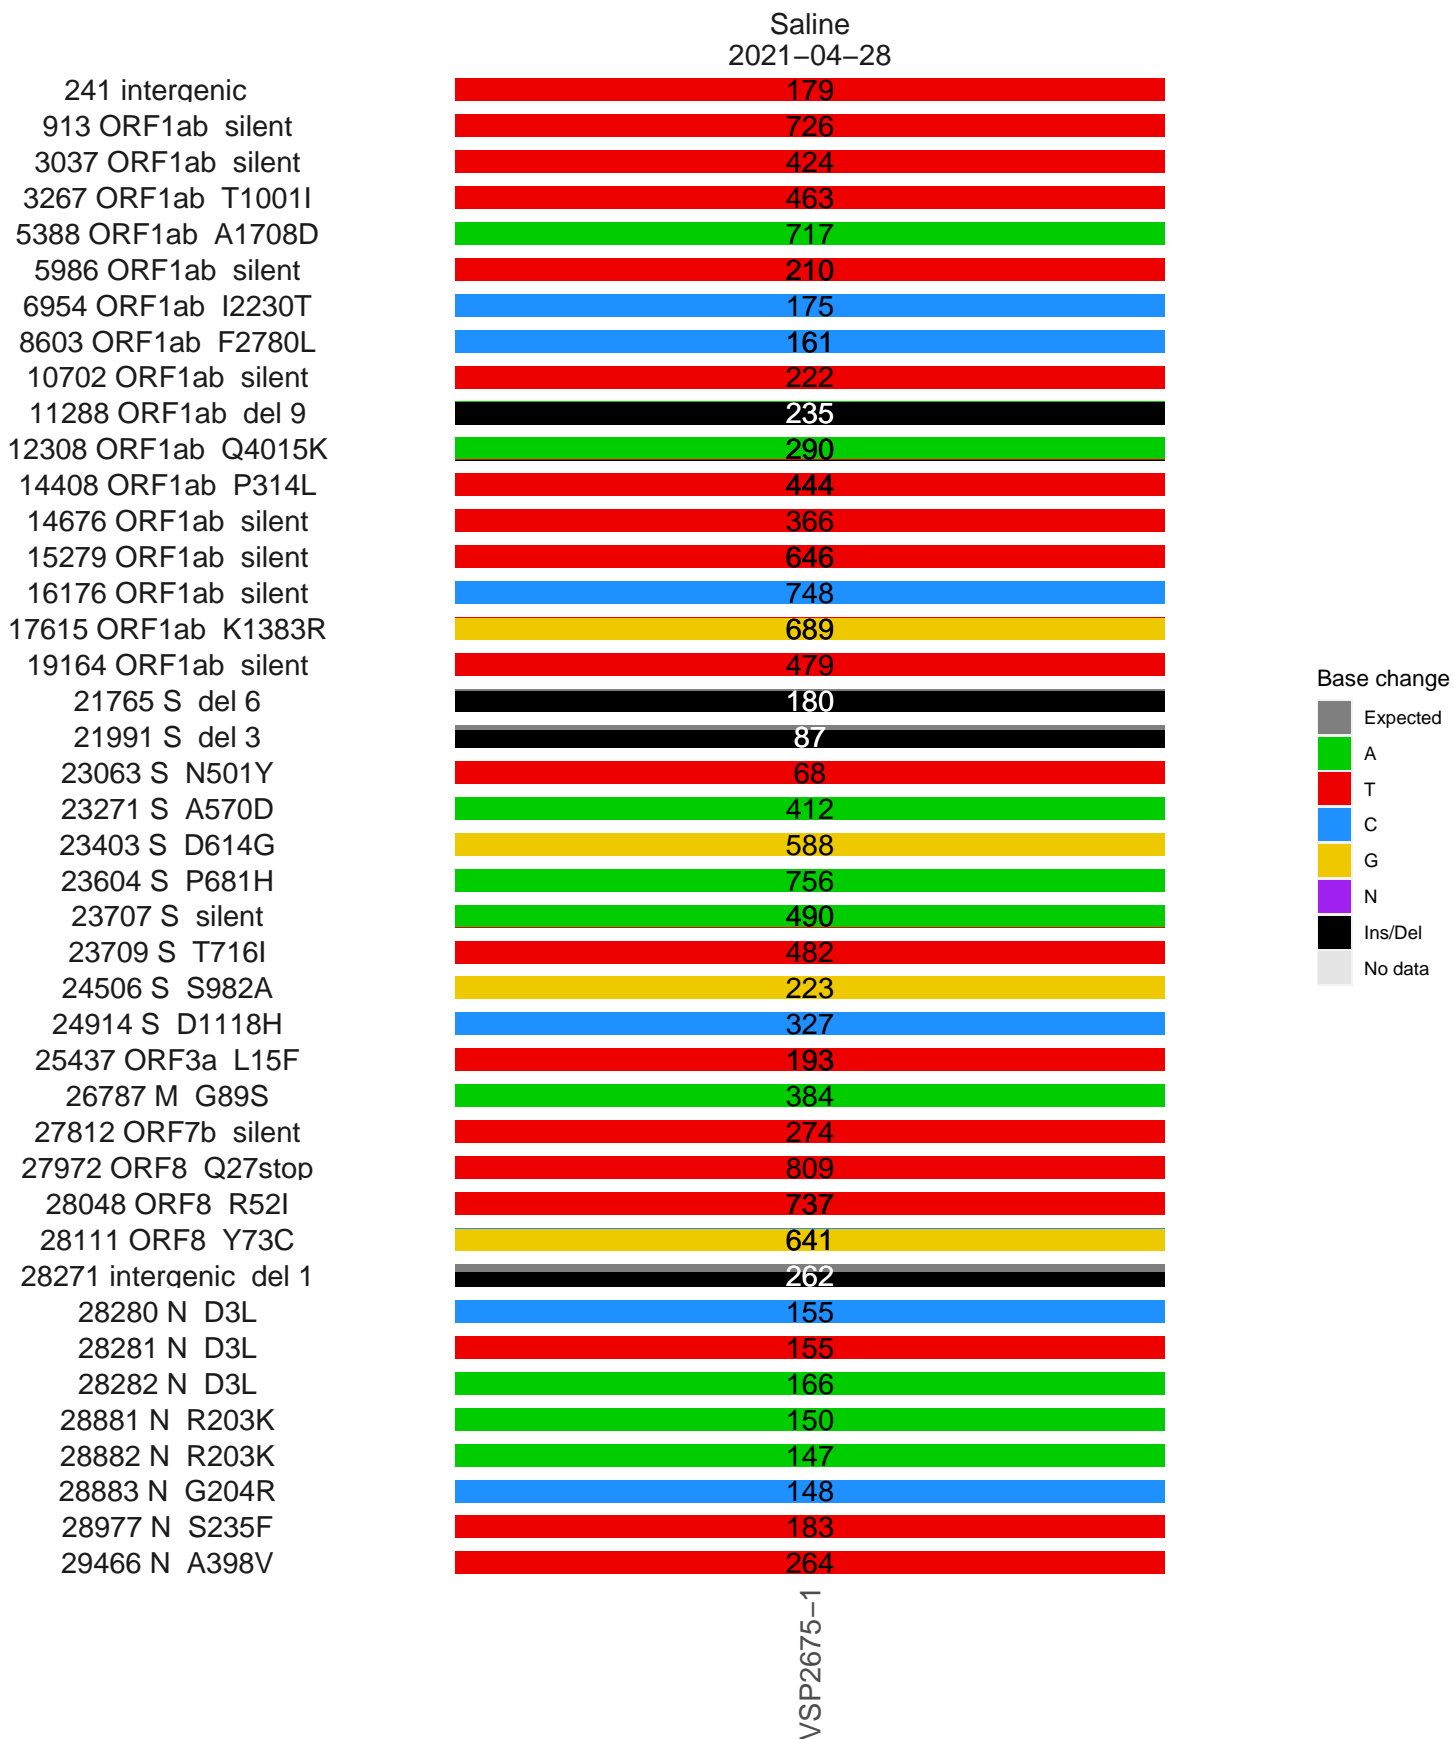 Saline
2021−04−28
241 intergenic 179
913 ORF1ab silent 726
3037 ORF1ab silent 424
3267 ORF1ab T1001I 463
5388 ORF1ab A1708D 717
5986 ORF1ab silent 210
6954 ORF1ab I2230T 175
8603 ORF1ab F2780L 161
10702 ORF1ab silent 222
11288 ORF1ab del 9 235
12308 ORF1ab Q4015K 290
14408 ORF1ab P314L 444
14676 ORF1ab silent 366
15279 ORF1ab silent 646
16176 ORF1ab silent 748
17615 ORF1ab K1383R 689
19164 ORF1ab silent 479
21765 S del 6 180
21991 S del 3 87
23063 S N501Y 68
23271 S A570D 412
23403 S D614G 588
23604 S P681H 756
23707 S silent 490
23709 S T716I 482
24506 S S982A 223
24914 S D1118H 327
25437 ORF3a L15F 193
26787 M G89S 384
27812 ORF7b silent 274
27972 ORF8 Q27stop 809
28048 ORF8 R52I 737
28111 ORF8 Y73C 641
28271 intergenic del 1 262
28280 N D3L 155
28281 N D3L 155
28282 N D3L 166
28881 N R203K 150
28882 N R203K 147
28883 N G204R 148
28977 N S235F 183
29466 N A398V 264
VSP2675−1
Base change
Expected
A
T
C
G
N
Ins/Del
No data